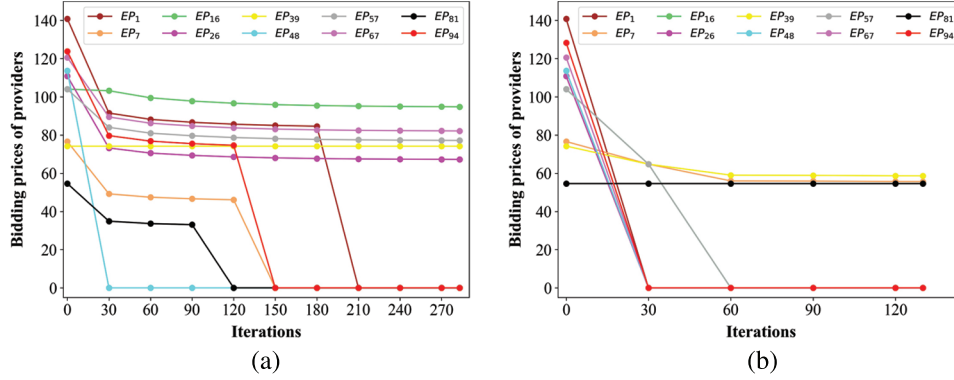 EP1 EP16 EP39 EP57 EP81
EP7 EP26 EP48 EP67 EP94
140
120
100
80
60
40
20
0
Bidding prices of providers
0 30 60 90 120 150 180 210 240 270
Iterations
(a)
EP1 EP16 EP39 EP57 EP81
EP7 EP26 EP48 EP67 EP94
140
120
100
80
60
40
20
0
Bidding prices of providers
0 30 60 90 120
Iterations
(b)